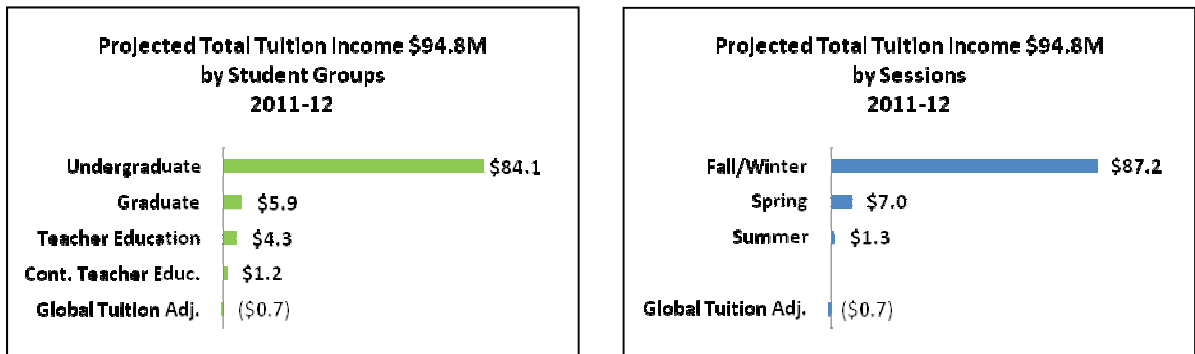 Projected Total Tuition Income $94.8M
by Student Groups
2011-12
Undergraduate $84.1
Graduate $5.9
Teacher Education $4.3
Cont. Teacher Educ. $1.2
Global Tuition Adj. ($0.7)
Projected Total Tuition Income $94.8M
by Sessions
2011-12
Fall/Winter $87.2
Spring $7.0
Summer $1.3
Global Tuition Adj. ($0.7)